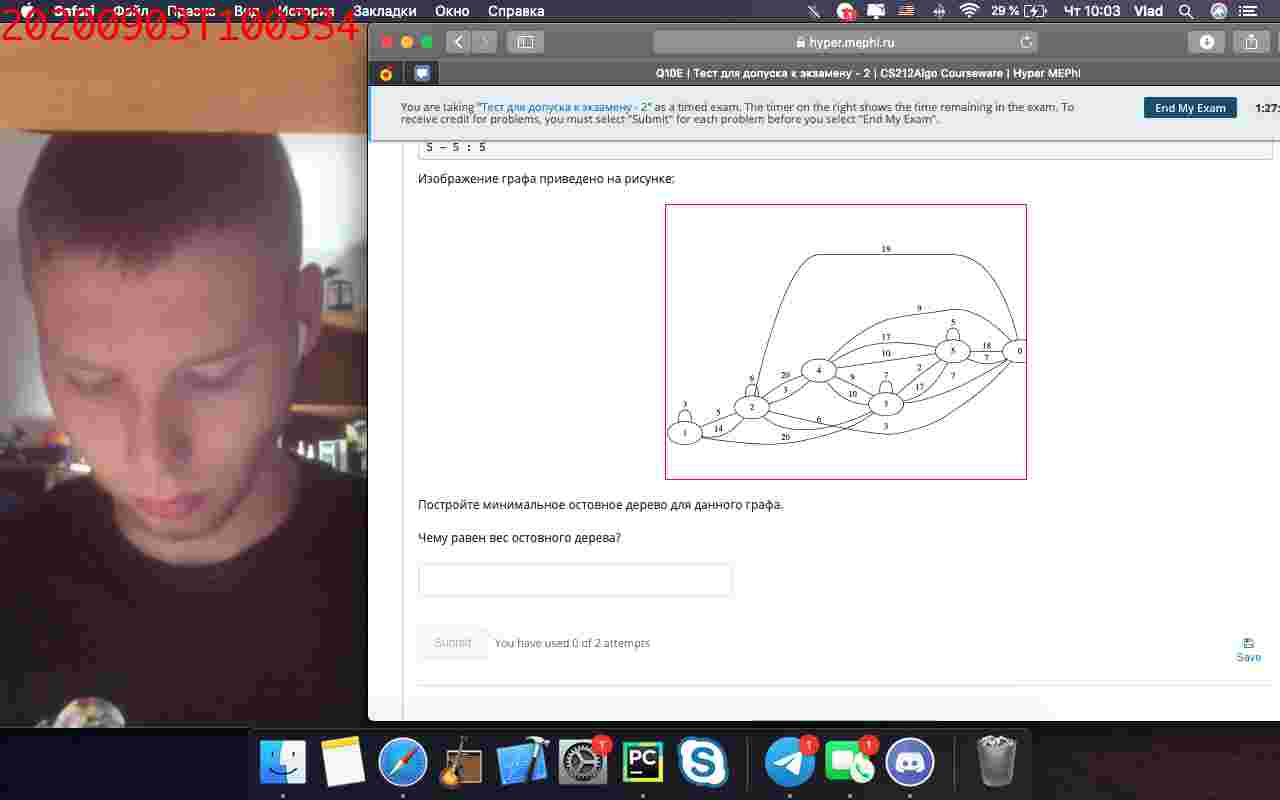 20200903T100334
Safari Файл Правка Вид История Закладки Окно Справка 29 % Чт 10:03 Vlad
hyper.mephi.ru
Q10E | Тест для допуска к экзамену - 2 | CS212Algo Courseware | Hyper MEPhI
You are taking "Тест для допуска к экзамену - 2" as a timed exam. The timer on the right shows the time remaining in the exam. To
receive credit for problems, you must select "Submit" for each problem before you select "End My Exam".
End My Exam
1:27:
5 - 5 : 5
Изображение графа приведено на рисунке:
19
9
5
17
18
10
5
0
7
4
2
7
20
9
7
9
3
10
17
3
2
3
5
6
14
3
1
20
Постройте минимальное остовное дерево для данного графа.
Чему равен вес остовного дерева?
Submit You have used 0 of 2 attempts
Save
1
PC
1
1